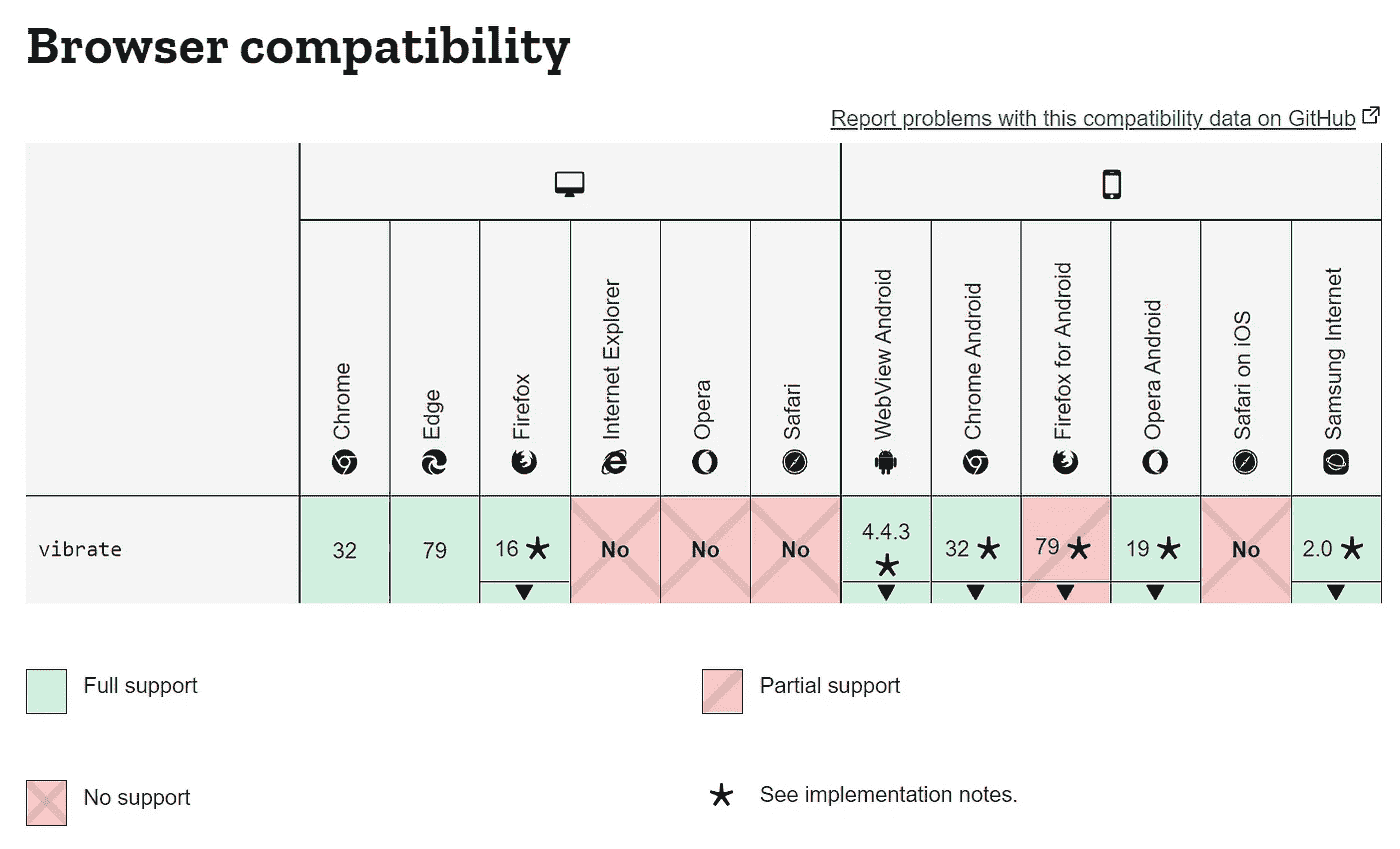 Browser compatibility
Report problems with this compatibility data on GitHub
Chrome
Edge
Firefox
Internet Explorer
Opera
Safari
WebView Android
Chrome Android
Firefox for Android
Opera Android
Safari on iOS
Samsung Internet
vibrate 32 79 16 ★ No No No 4.4.3 ★ 32 ★ 79 ★ 19 ★ No 2.0 ★
Full support
Partial support
No support
★ See implementation notes.